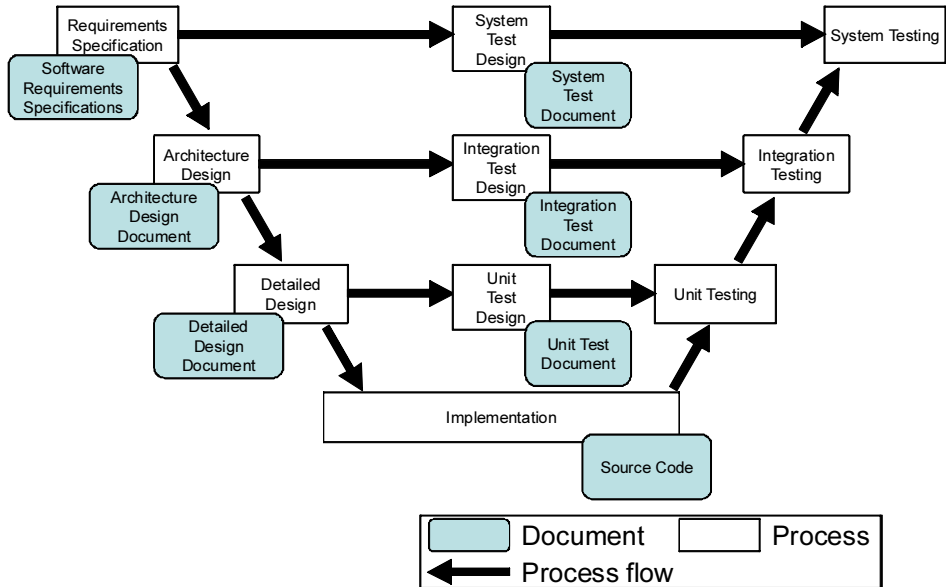 Requirements
Specification
Software
Requirements
Specifications
System
Test
Design
System
Test
Document
System Testing
Architecture
Design
Architecture
Design
Document
Integration
Test
Design
Integration
Test
Document
Integration
Testing
Detailed
Design
Detailed
Design
Document
Unit
Test
Design
Unit Test
Document
Unit Testing
Implementation
Source Code
Document
Process
Process flow